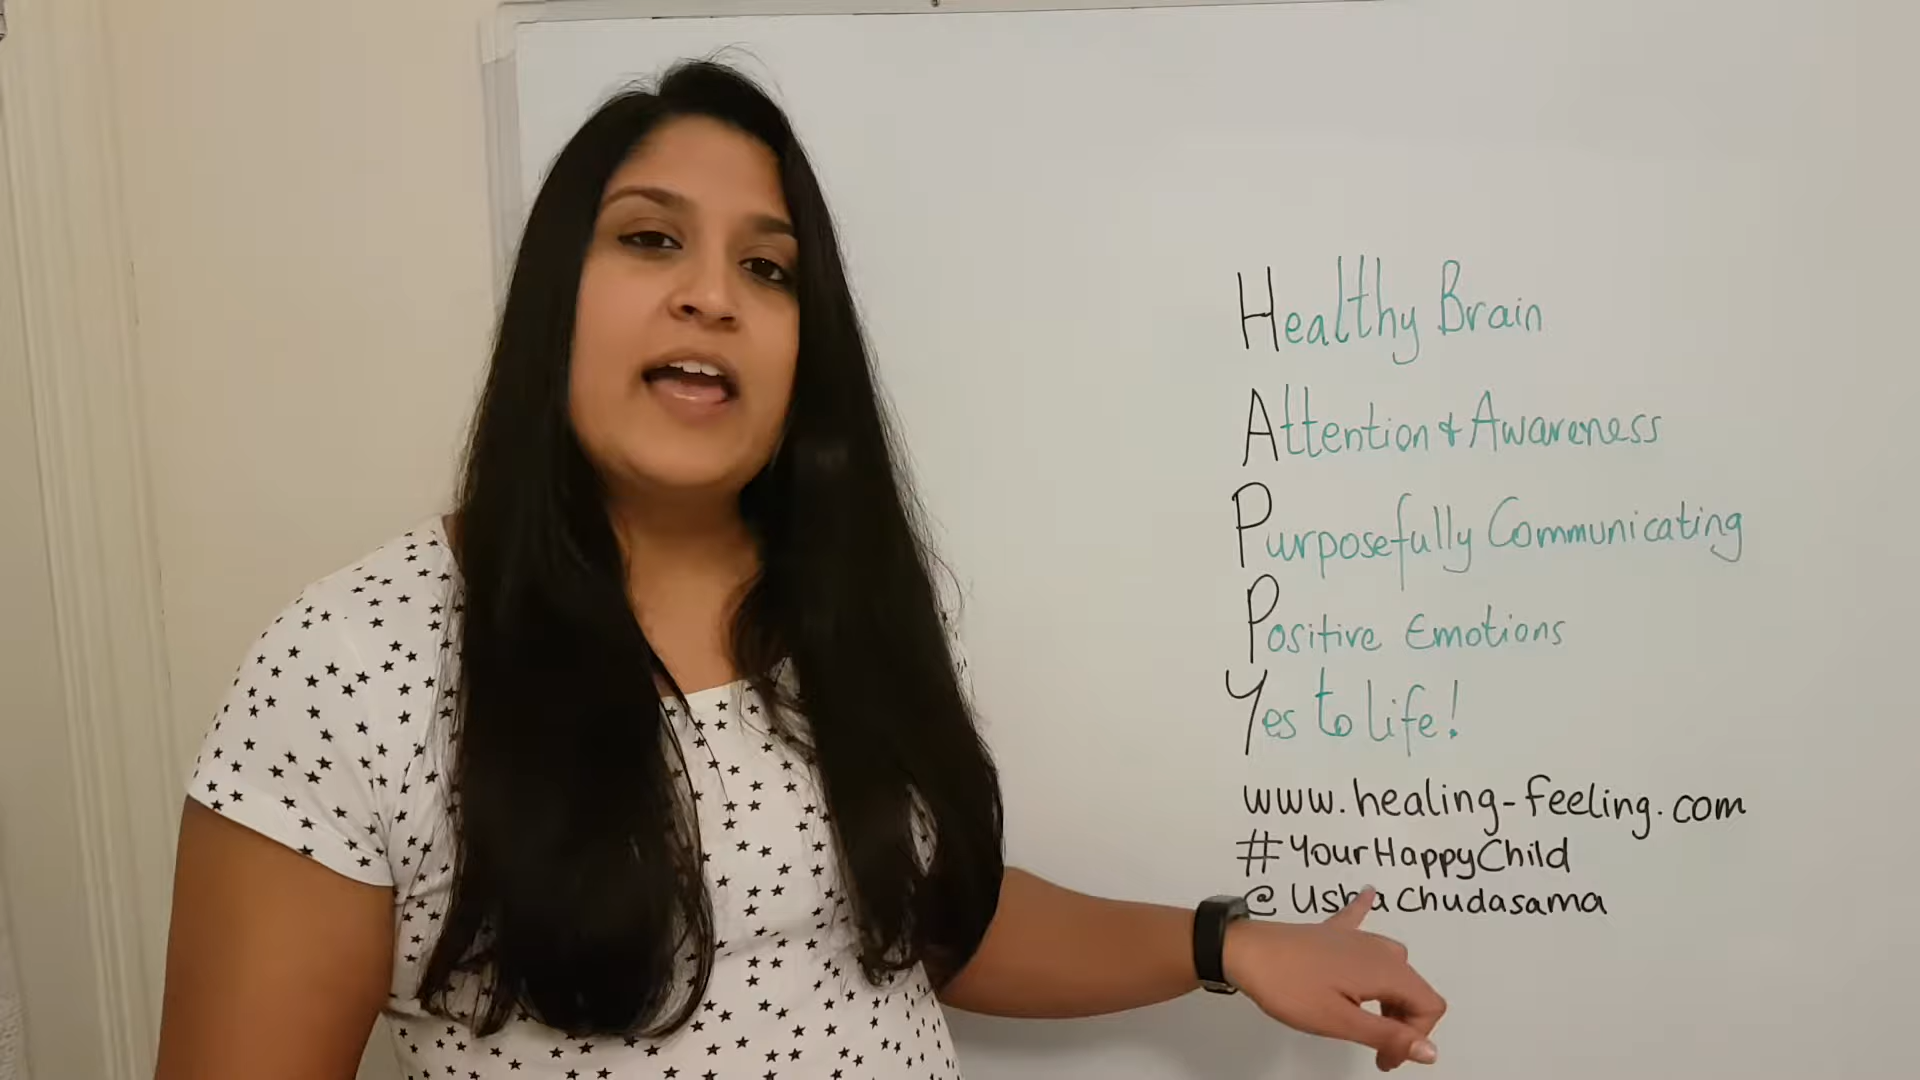 Healthy Brain
Attention & Awareness
Purposefully Communicating
Positive Emotions
Yes to life!
www.healing-feeling.com
#YourHappyChild
@UshaChudasama